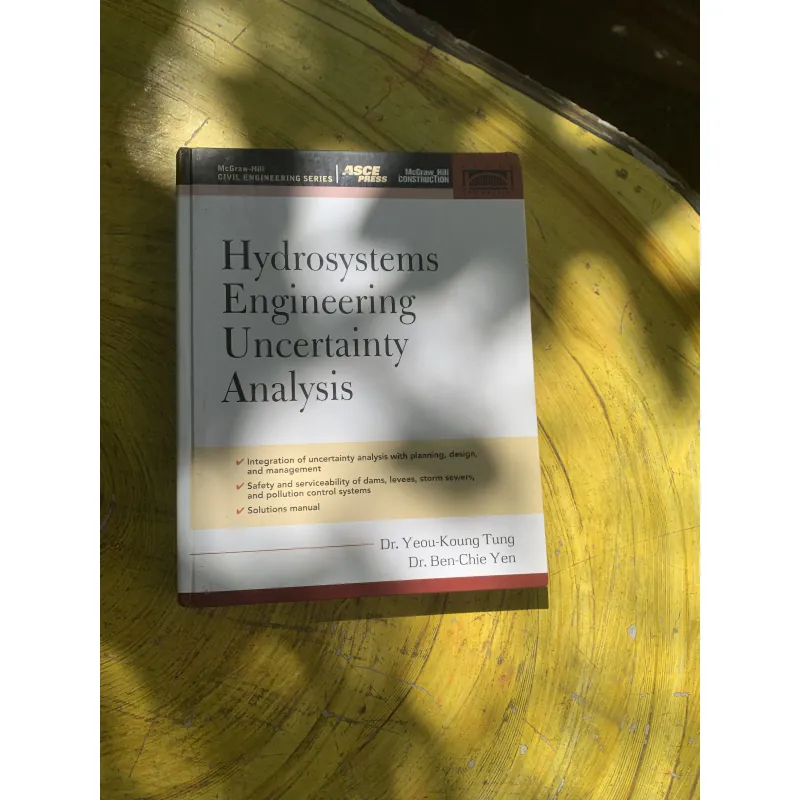 McGraw-Hill
CIVIL ENGINEERING SERIES
ASCE
PRESS
McGraw Hill
CONSTRUCTION
Hydrosystems
Engineering
Uncertainty
Analysis
✔ Integration of uncertainty analysis with planning, design,
and management
✔ Safety and serviceability of dams, levees, storm sewers,
and pollution control systems
✔ Solutions manual
Dr. Yeou-Koung Tung
Dr. Ben-Chie Yen